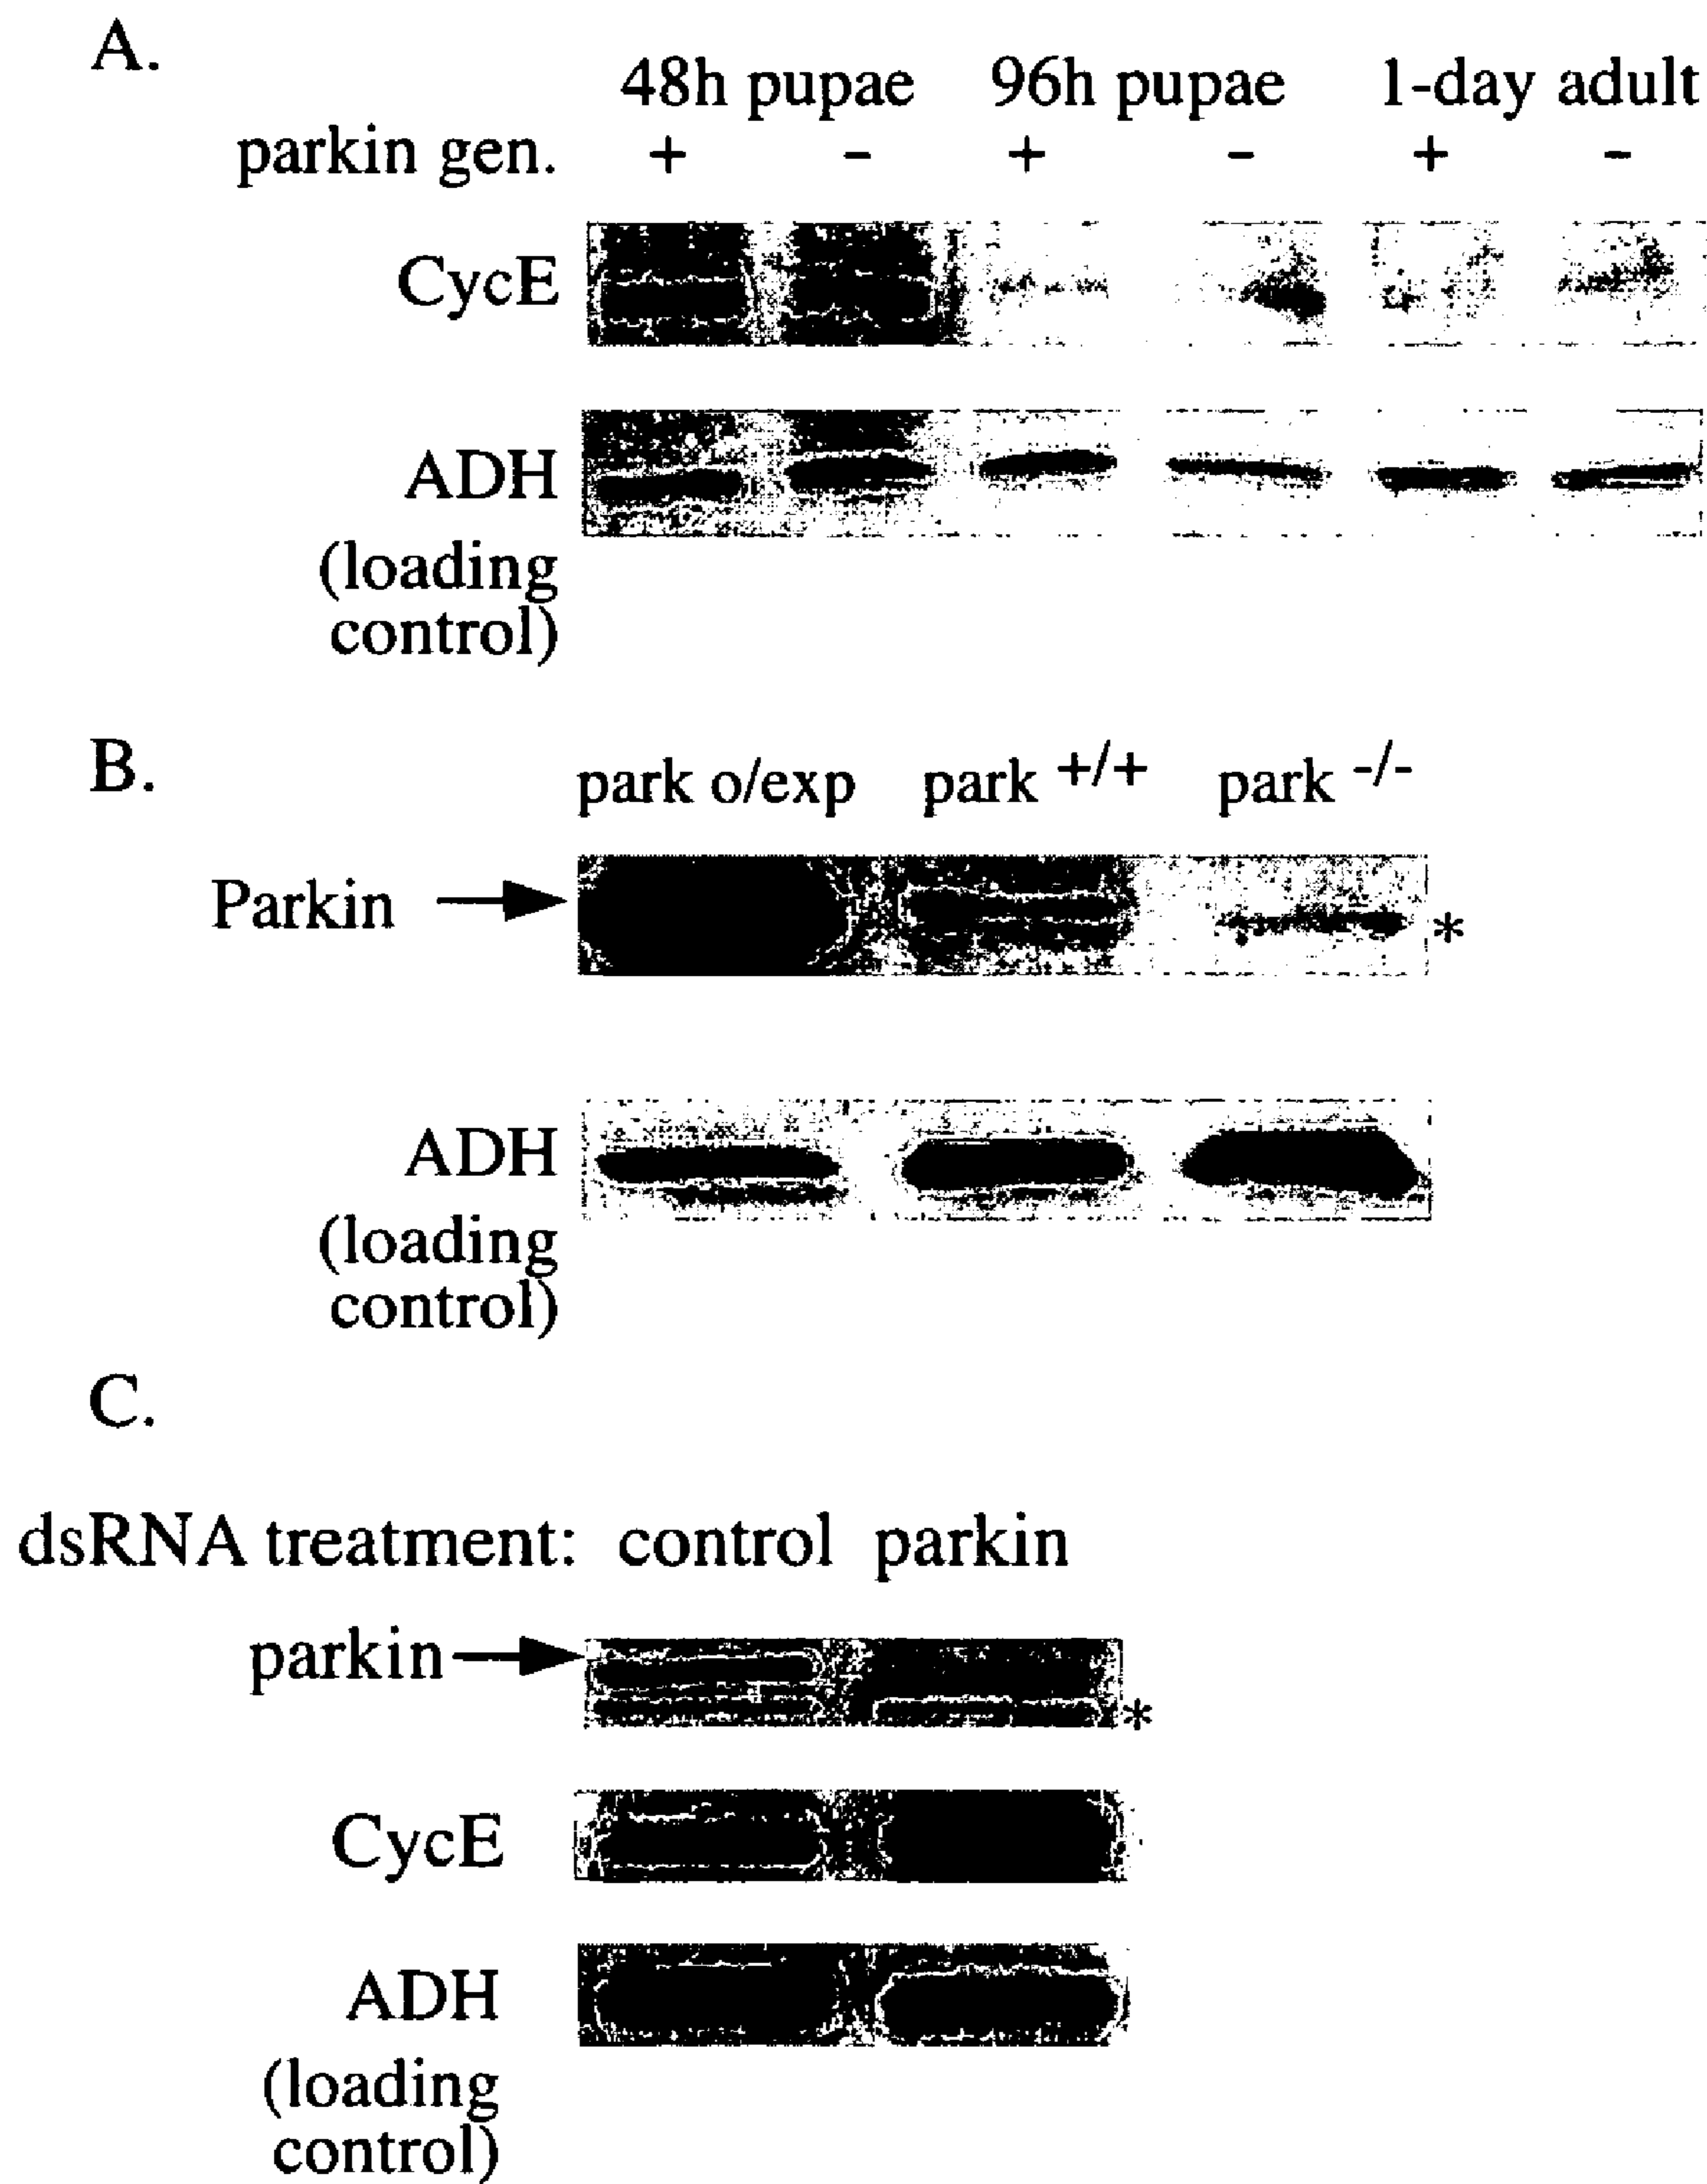 A.
48h pupae 96h pupae 1-day adult
parkin gen. + - + - + -
CycE
ADH
(loading
control)
B.
park o/exp park +/+ park -/-
Parkin
*
ADH
(loading
control)
C.
dsRNA treatment: control parkin
parkin
*
CycE
ADH
(loading
control)